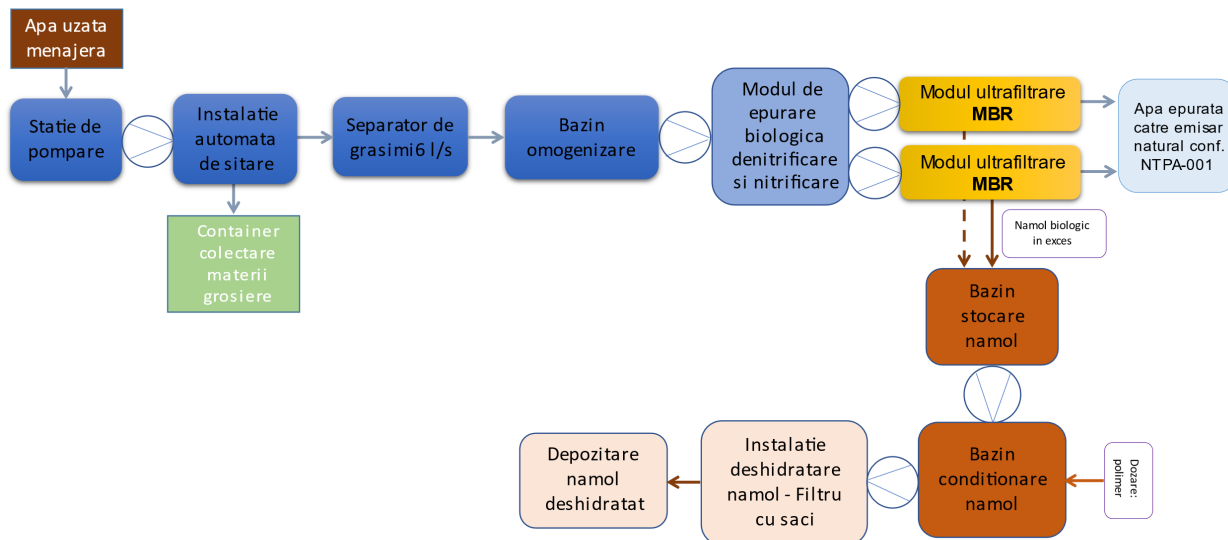 Apa uzata
menajera
Statie de
pompare
Instalatie
automata
de sitare
Separator de
grasimi6 l/s
Bazin
omogenizare
Modul de
epurare
biologica
denitrificare
si nitrificare
Modul ultrafiltrare
MBR
Modul ultrafiltrare
MBR
Apa epurata
catre emisar
natural conf.
NTPA-001
Container
colectare
materii
grosiere
Namol biologic
in exces
Bazin
stocare
namol
Depozitare
namol
deshidratat
Instalatie
deshidratare
namol - Filtru
cu saci
Bazin
conditionare
namol
Dozare:
polimer